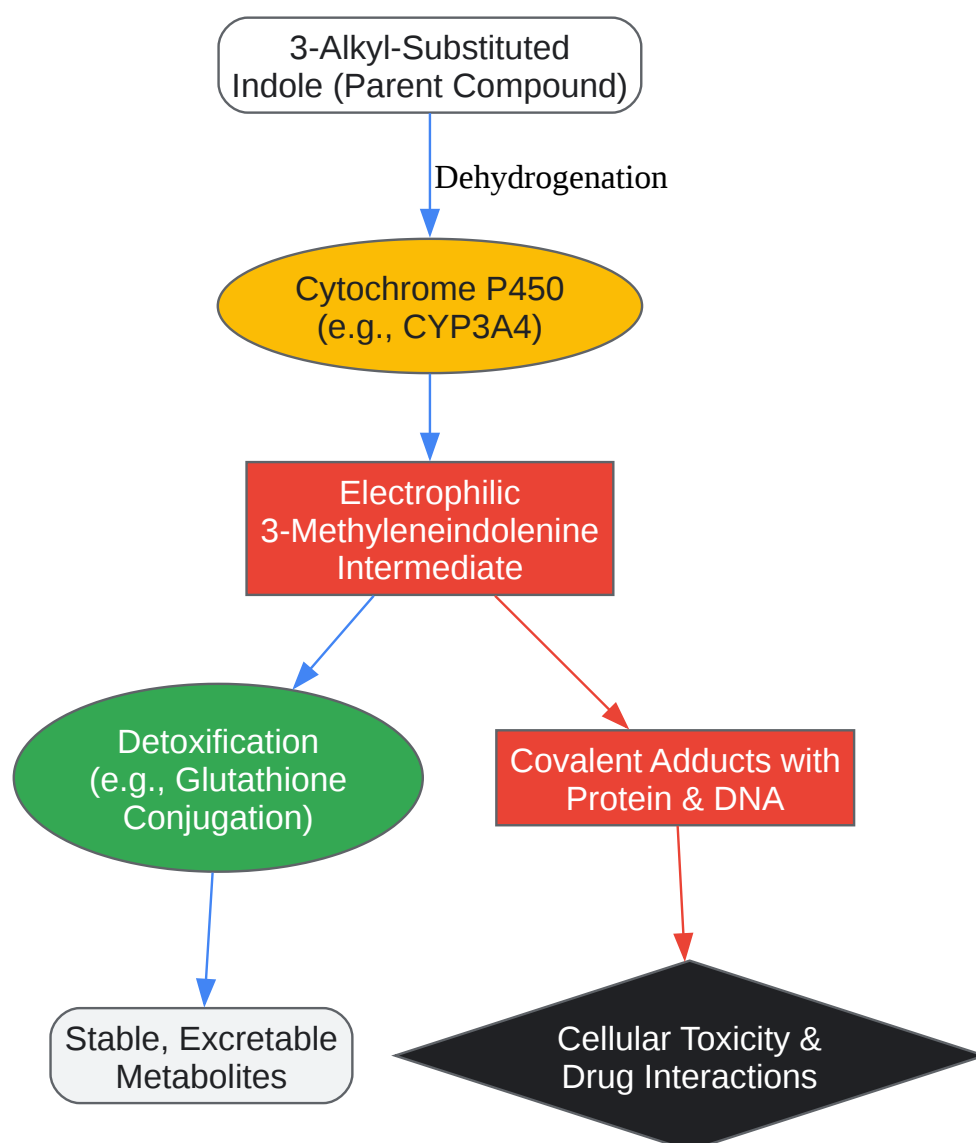 3-Alkyl-Substituted
Indole (Parent Compound)
Dehydrogenation
Cytochrome P450
(e.g., CYP3A4)
Electrophilic
3-Methyleneindolenine
Intermediate
Detoxification
(e.g., Glutathione
Conjugation)
Covalent Adducts with
Protein & DNA
Stable, Excretable
Metabolites
Cellular Toxicity &
Drug Interactions